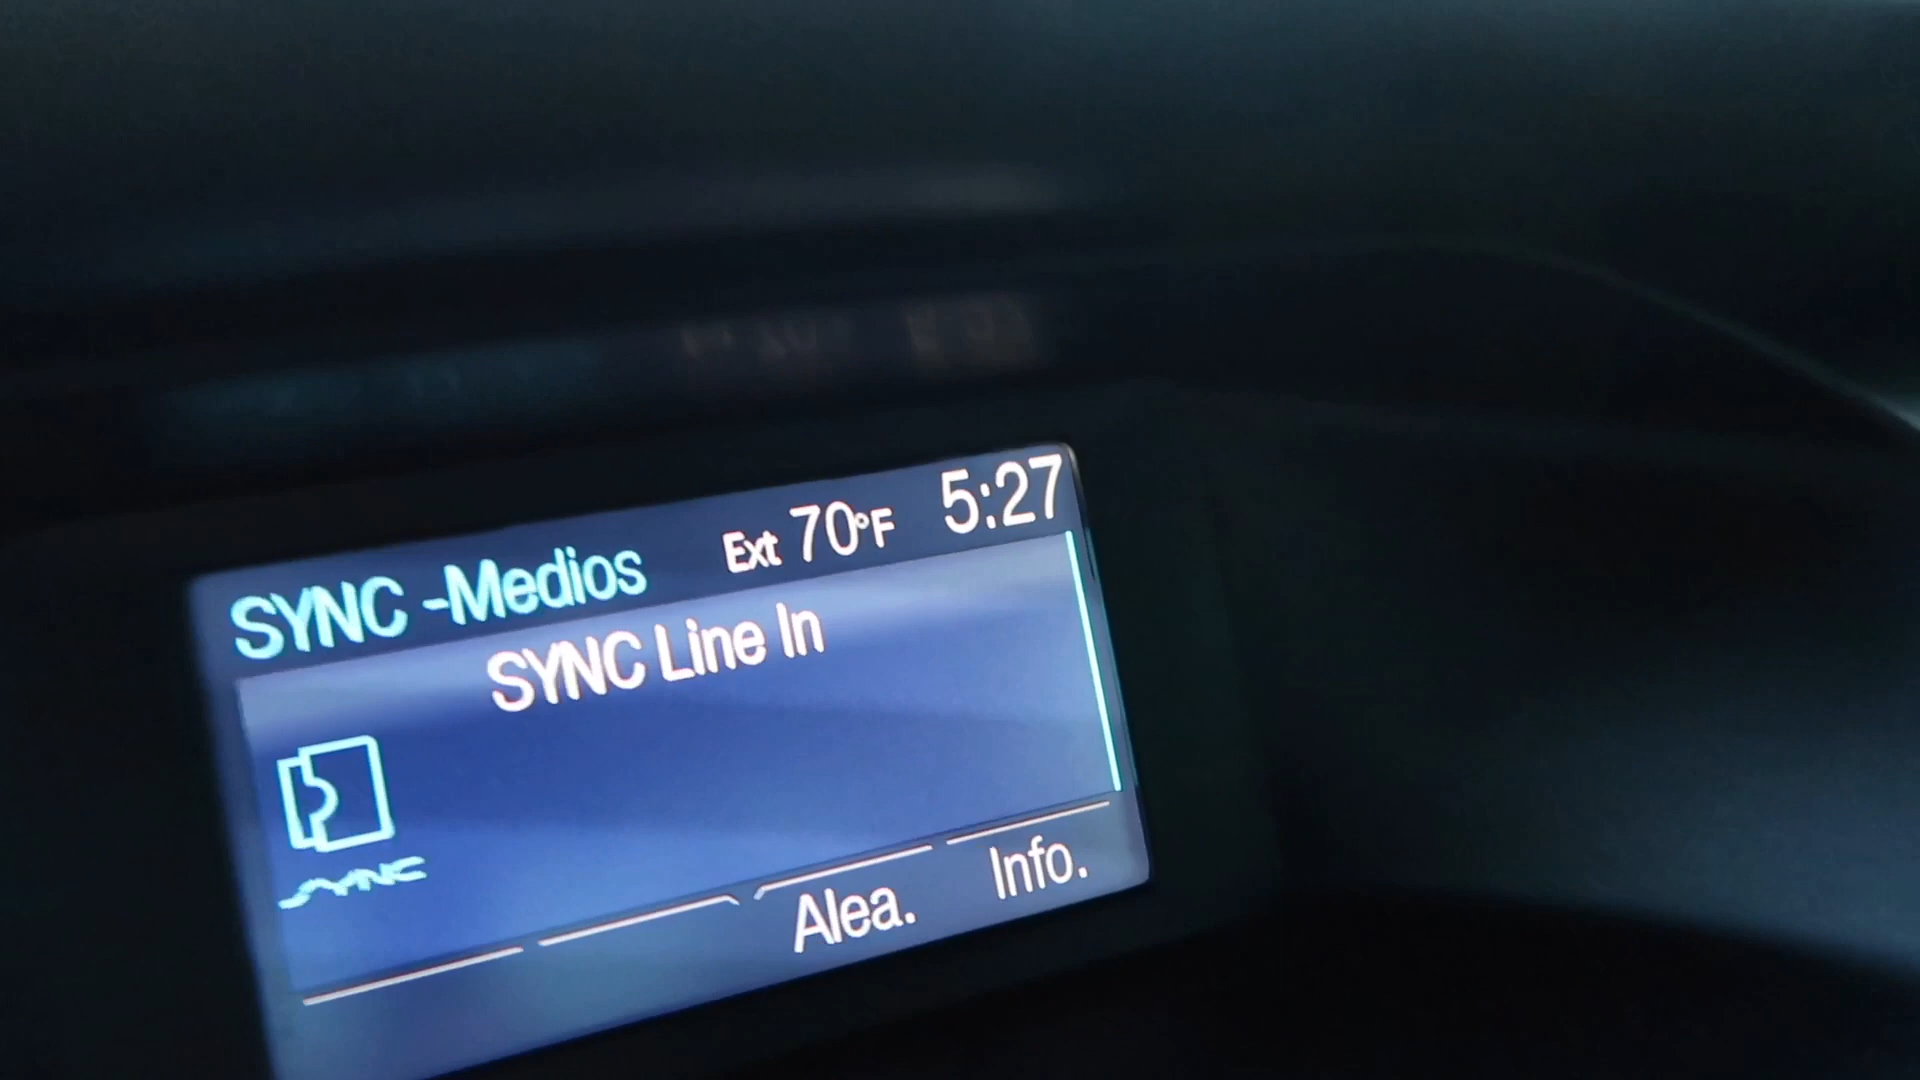 SYNC -Medios Ext 70°F 5:27
SYNC Line In
SYNC
Alea. Info.